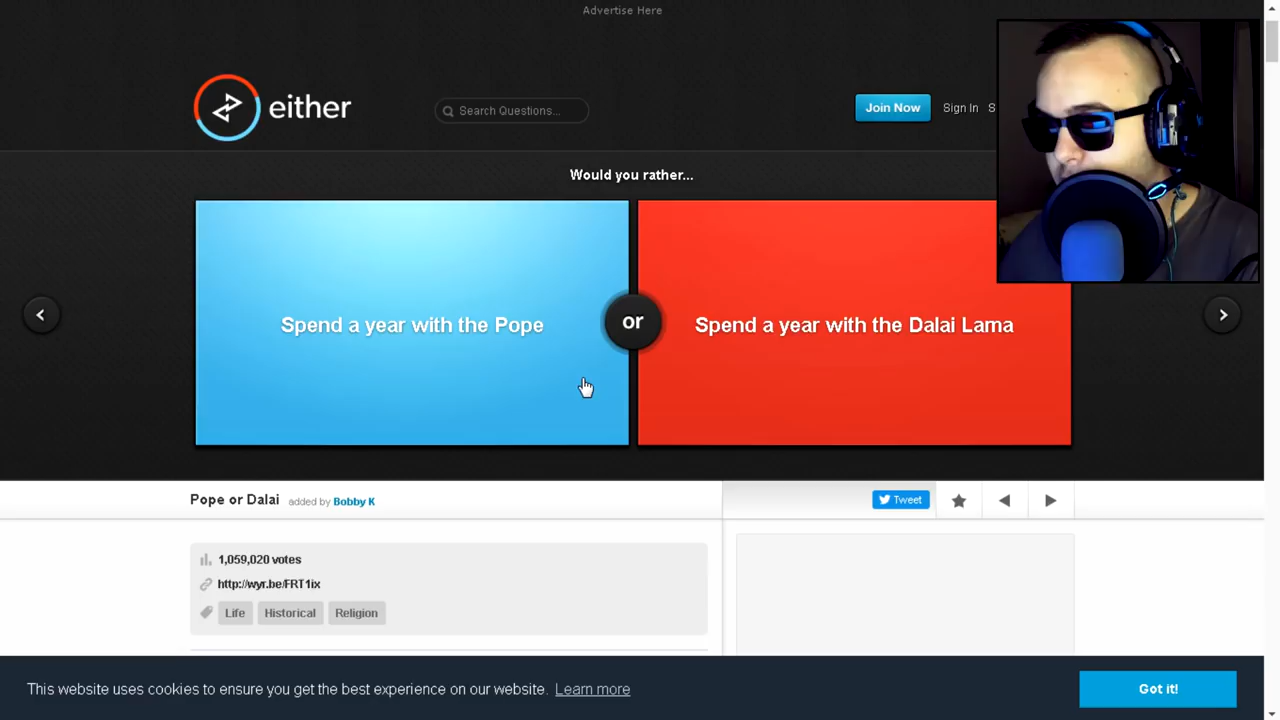 Advertise Here
either
Search Questions...
Join Now
Sign In
S
Would you rather...
Spend a year with the Pope
or
Spend a year with the Dalai Lama
Pope or Dalai added by Bobby K
Tweet
1,059,020 votes
http://wyr.be/FRT1ix
Life
Historical
Religion
This website uses cookies to ensure you get the best experience on our website. Learn more
Got it!